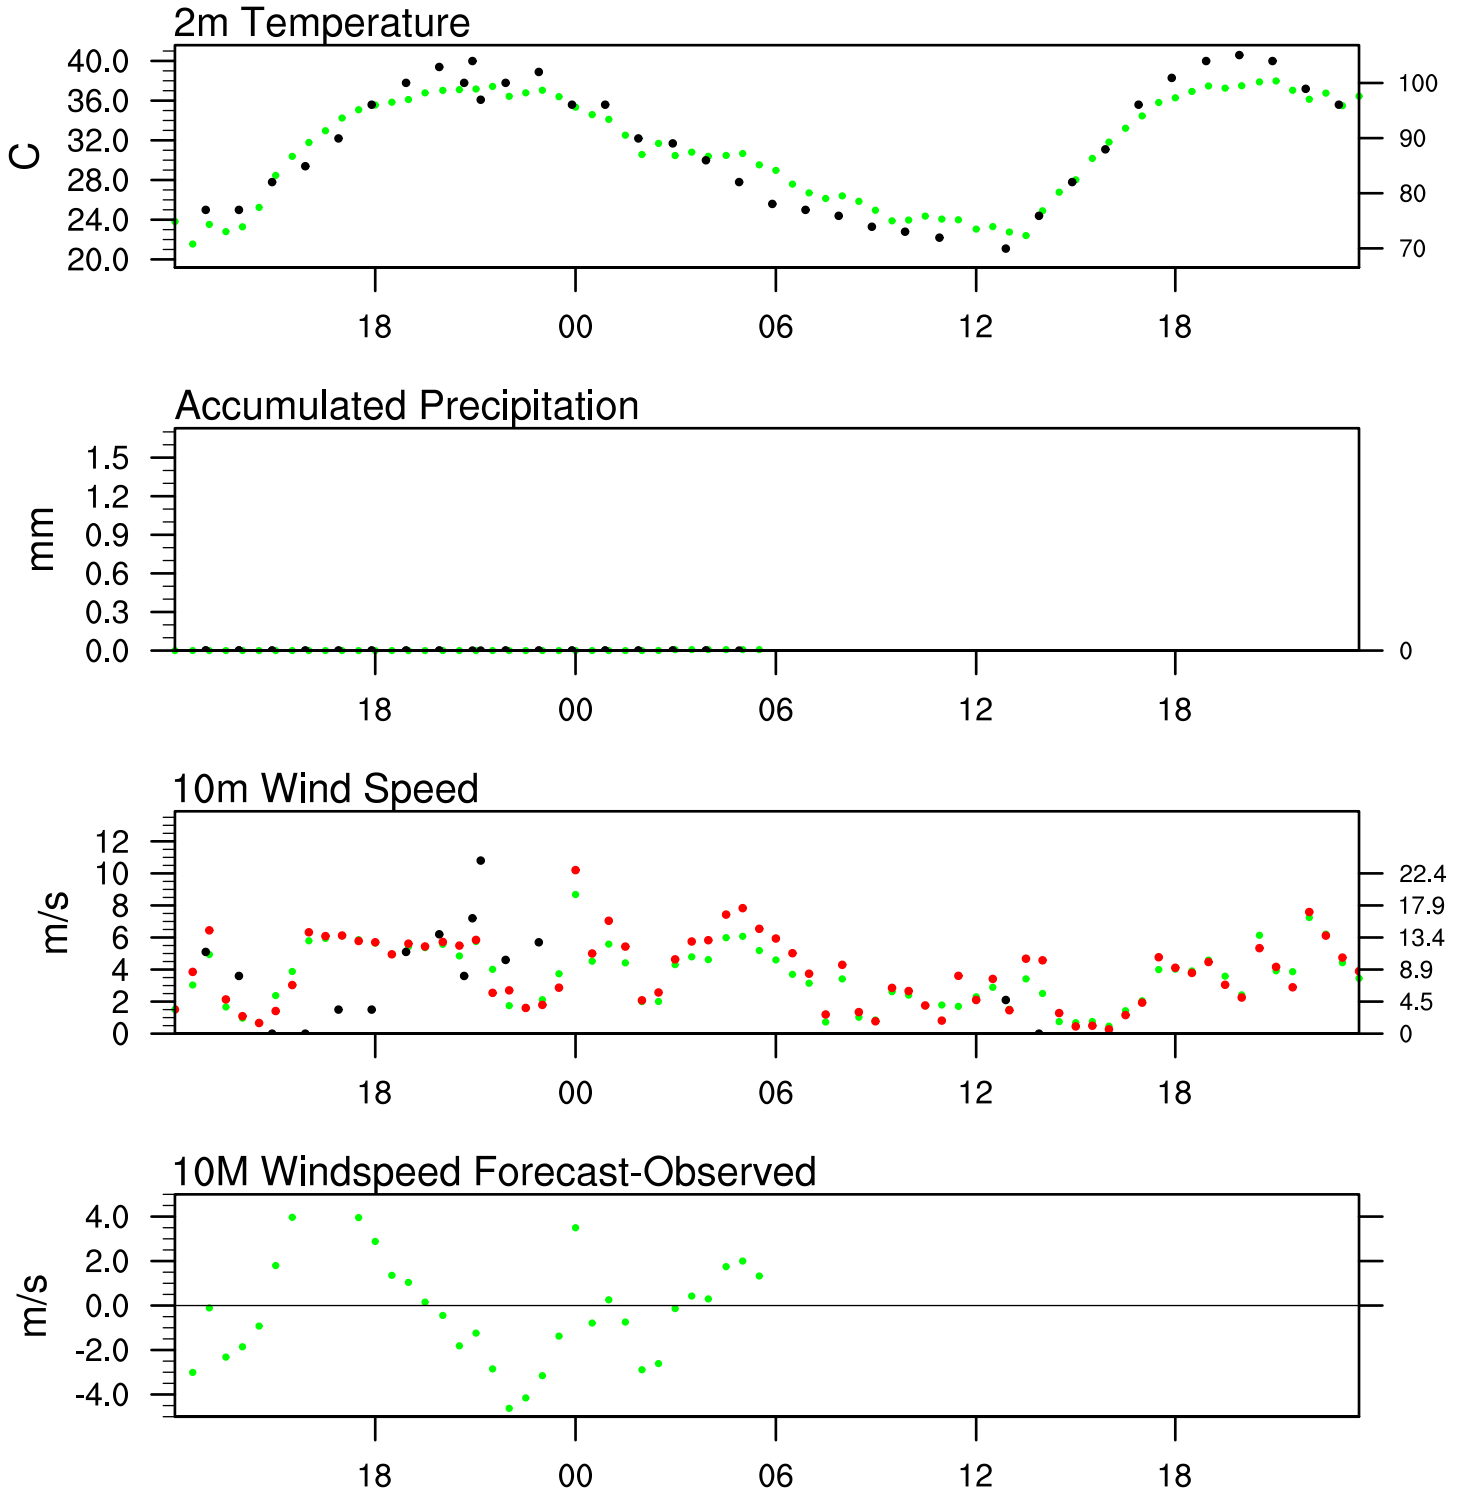 2m Temperature
C
40.0
36.0
32.0
28.0
24.0
20.0
100
90
80
70
18 00 06 12 18
Accumulated Precipitation
mm
1.5
1.2
0.9
0.6
0.3
0.0
0
18 00 06 12 18
10m Wind Speed
m/s
12
10
8
6
4
2
0
22.4
17.9
13.4
8.9
4.5
0
18 00 06 12 18
10M Windspeed Forecast-Observed
m/s
4.0
2.0
0.0
-2.0
-4.0
18 00 06 12 18